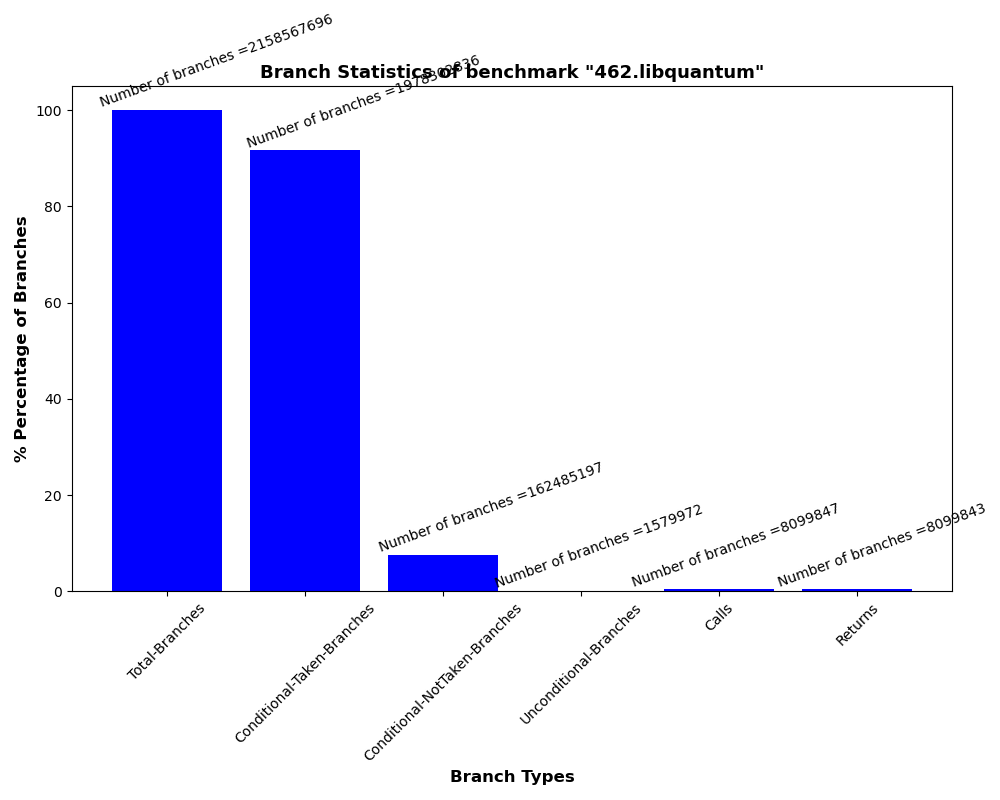 Number of branches =2158567696
Branch Statistics of benchmark "462.libquantum"
Number of branches =1978302836
Number of branches =162485197
Number of branches =1579972
Number of branches =8099847
Number of branches =8099843
% Percentage of Branches
100
80
60
40
20
0
Total-Branches
Conditional-Taken-Branches
Conditional-NotTaken-Branches
Unconditional-Branches
Calls
Returns
Branch Types